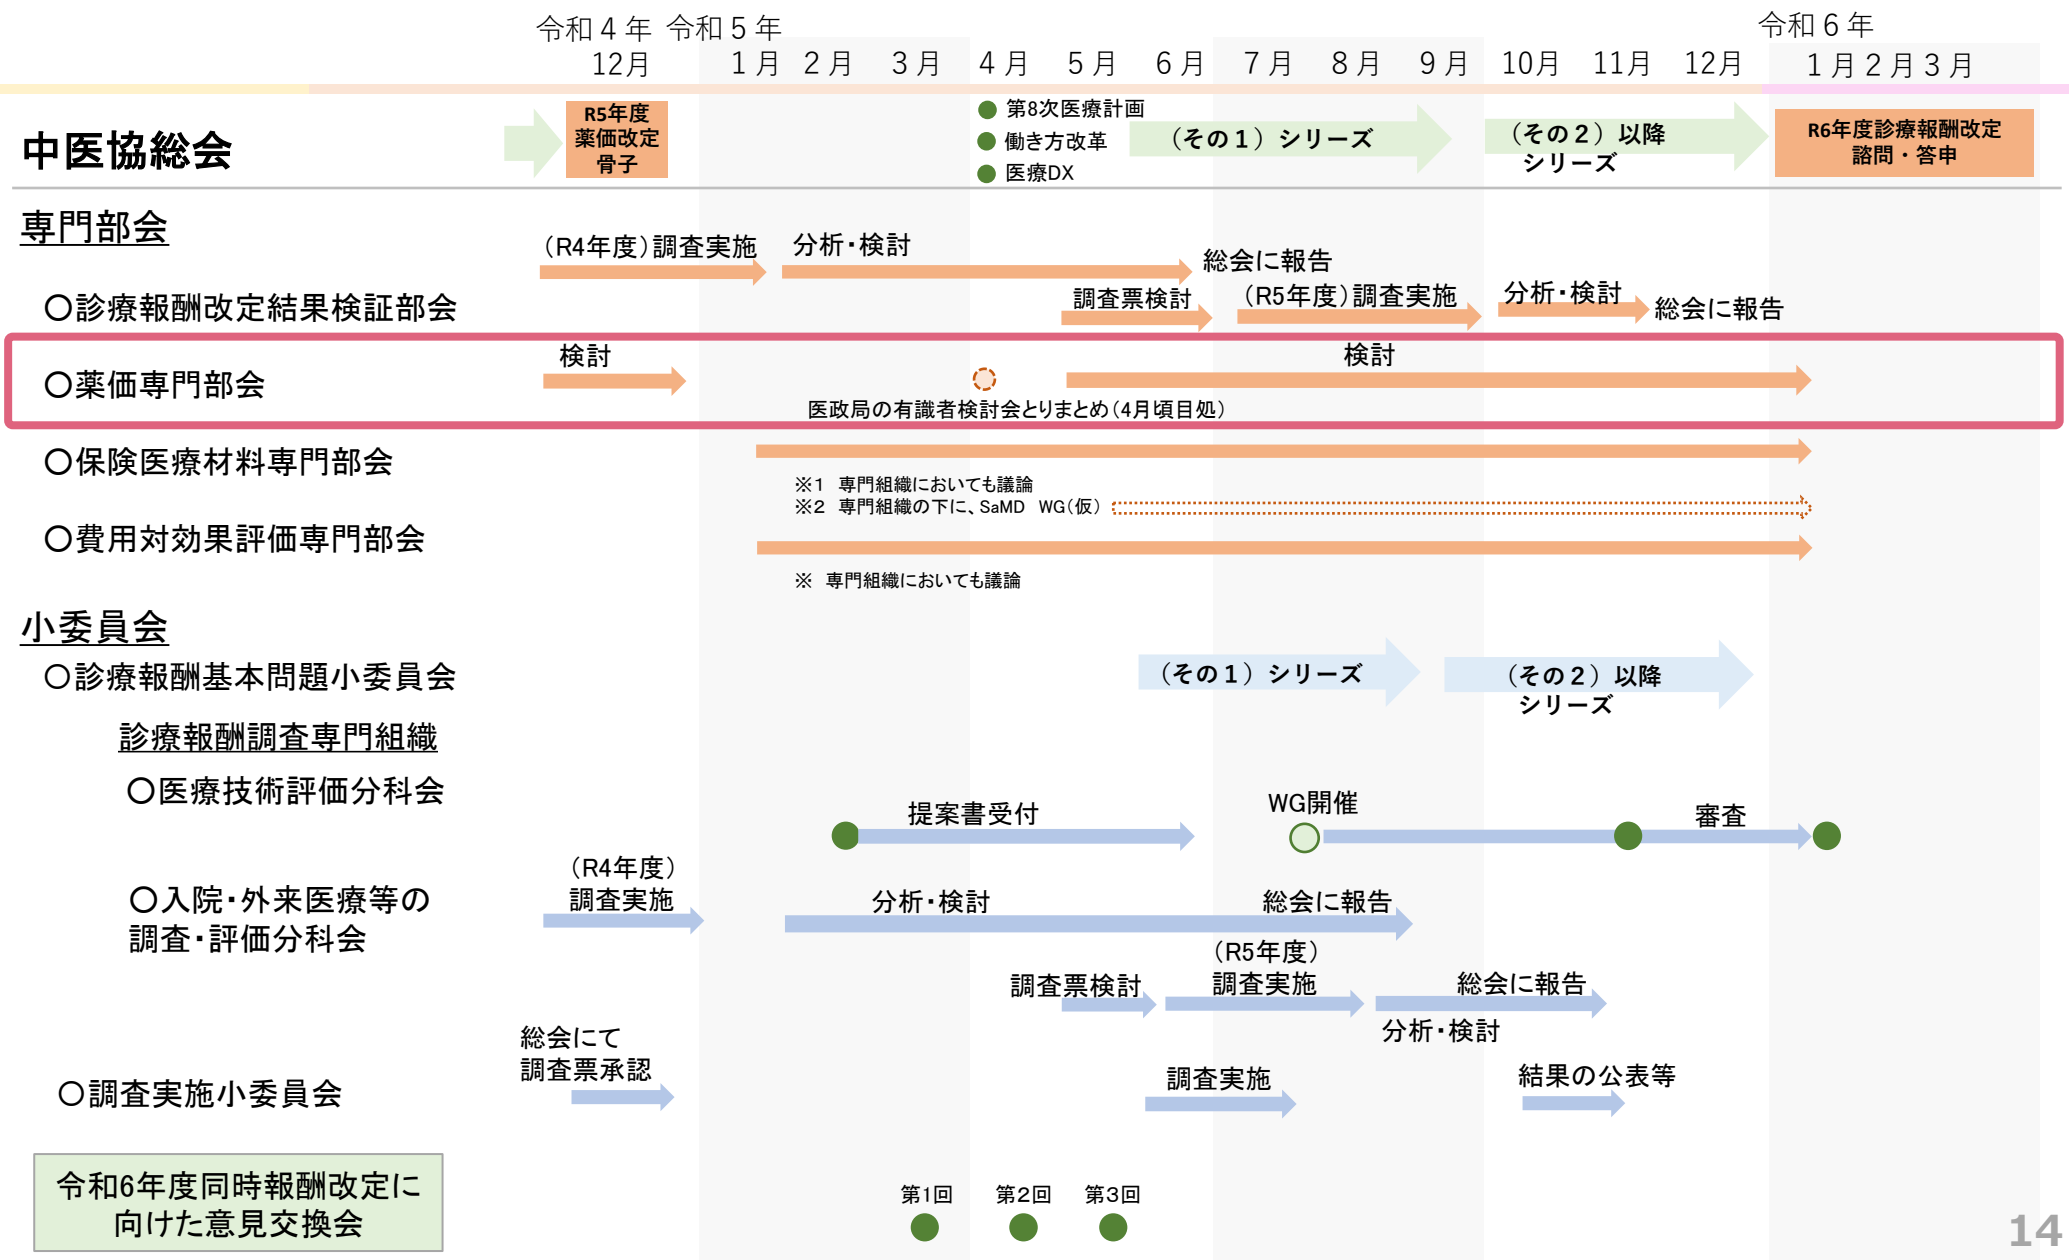 令和４年 令和５年 令和６年
12月 １月 ２月 ３月 ４月 ５月 ６月 ７月 ８月 ９月 10月 11月 12月 １月２月３月
中医協総会
R5年度
薬価改定
骨子
第8次医療計画
働き方改革
医療DX
（その１）シリーズ
（その２）以降
シリーズ
R6年度診療報酬改定
諮問・答申
専門部会
（R4年度）調査実施
分析・検討
総会に報告
〇診療報酬改定結果検証部会
調査票検討
（R5年度）調査実施
分析・検討
総会に報告
〇薬価専門部会
検討
検討
医政局の有識者検討会とりまとめ（4月頃目処）
〇保険医療材料専門部会
※1 専門組織においても議論
※2 専門組織の下に、SaMD WG（仮）
〇費用対効果評価専門部会
※ 専門組織においても議論
小委員会
〇診療報酬基本問題小委員会
（その１）シリーズ
（その２）以降
シリーズ
診療報酬調査専門組織
〇医療技術評価分科会
提案書受付
WG開催
審査
〇入院・外来医療等の
調査・評価分科会
（R4年度）
調査実施
分析・検討
総会に報告
調査票検討
（R5年度）
調査実施
総会に報告
分析・検討
〇調査実施小委員会
総会にて
調査票承認
調査実施
結果の公表等
令和6年度同時報酬改定に
向けた意見交換会
第1回 第2回 第3回
14